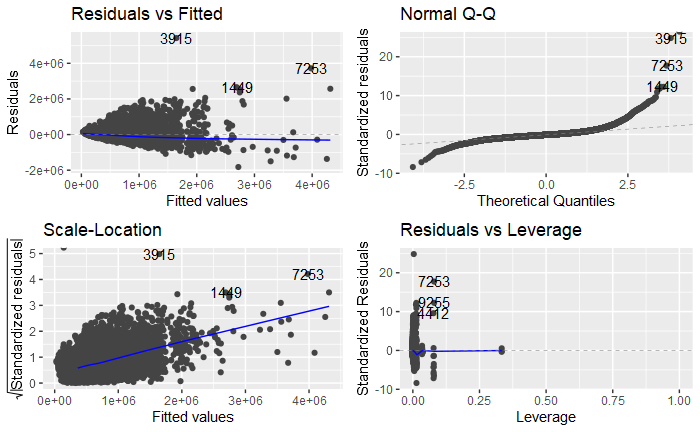 Residuals vs Fitted
Residuals
4e+06
2e+06
0e+00
-2e+06
3915
7253
1449
0e+00 1e+06 2e+06 3e+06 4e+06
Fitted values
Normal Q-Q
Standardized residuals
20
10
0
-10
3915
7253
1449
-2.5 0.0 2.5
Theoretical Quantiles
Scale-Location
√|Standardized residuals|
5
4
3
2
1
0
3915
7253
1449
0e+00 1e+06 2e+06 3e+06 4e+06
Fitted values
Residuals vs Leverage
Standardized Residuals
20
10
0
-10
7253
9255
4412
0.00 0.25 0.50 0.75 1.00
Leverage